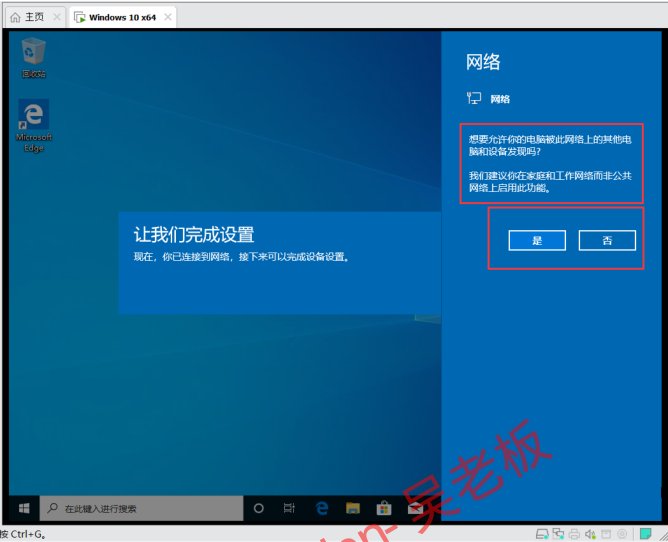 主页
Windows 10 x64
回收站
Microsoft
Edge
网络
网络
想要允许你的电脑被此网络上的其他电
脑和设备发现吗?
我们建议你在家庭和工作网络而非公共
网络上启用此功能。
是
否
让我们完成设置
现在，你已连接到网络，接下来可以完成设备设置。
在此键入进行搜索
按 Ctrl+G。
吴老板